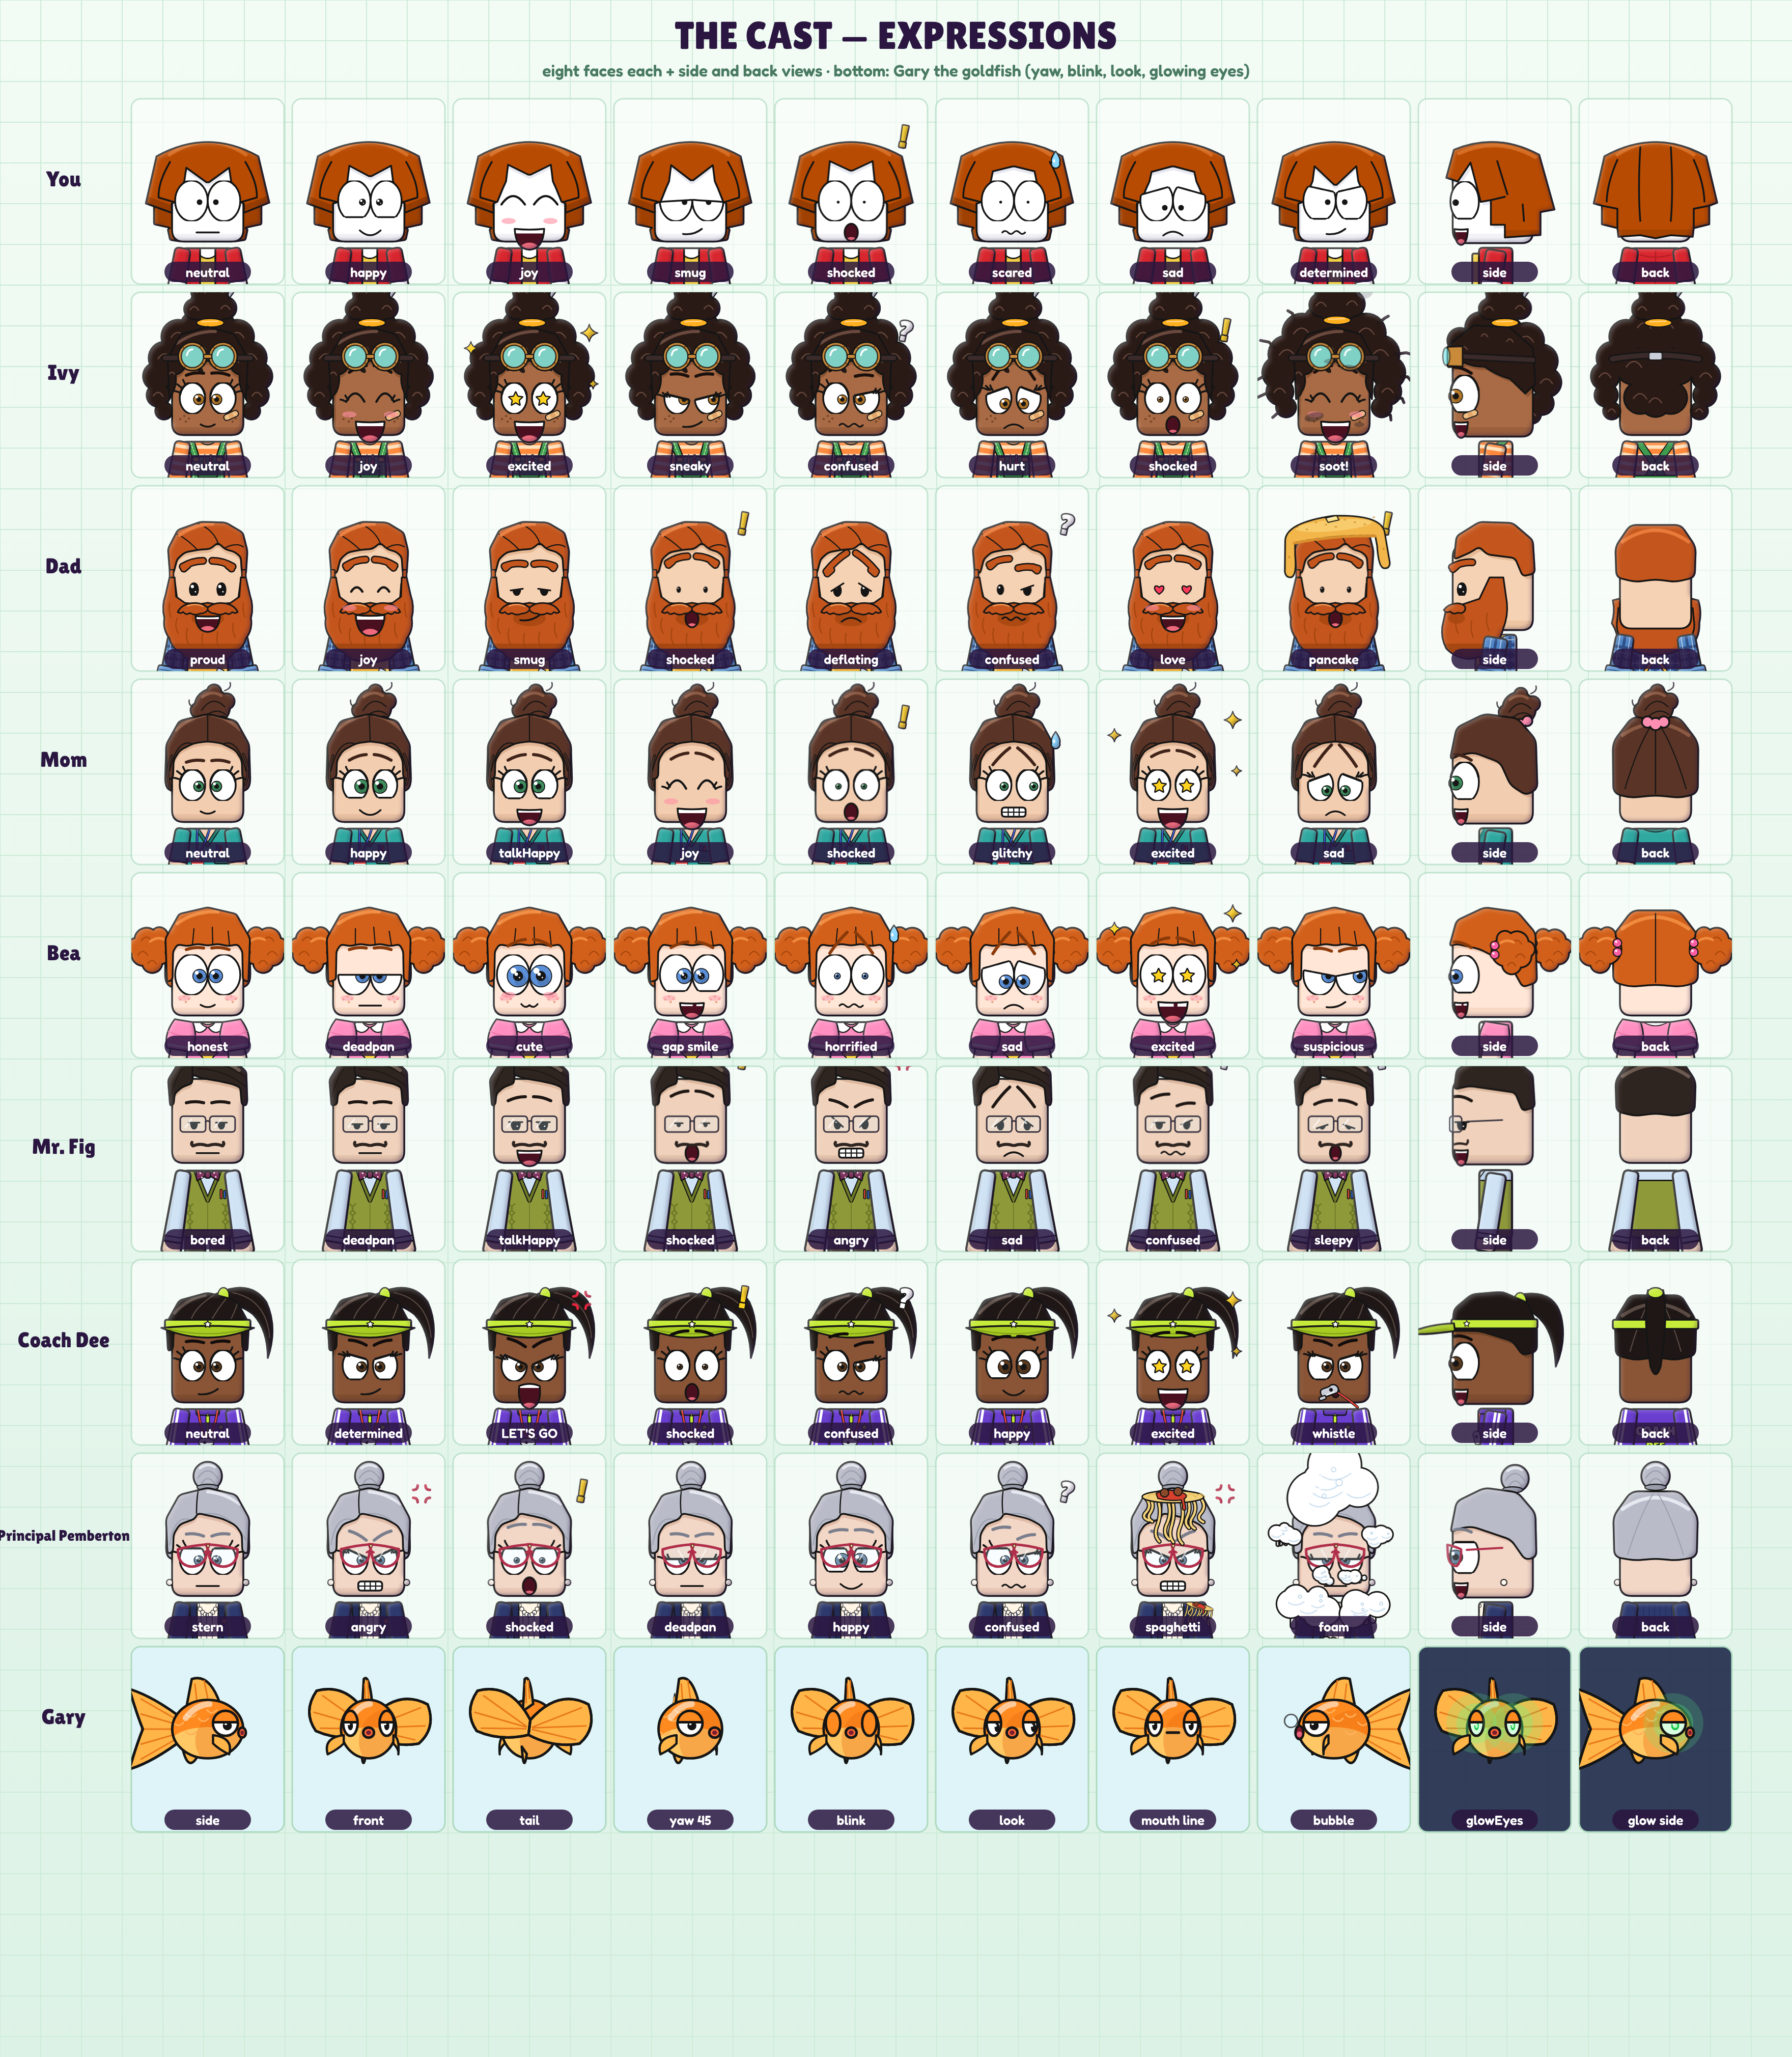 THE CAST — EXPRESSIONS
eight faces each + side and back views · bottom: Gary the goldfish (yaw, blink, look, glowing eyes)
You
neutral happy joy smug shocked scared sad determined side back
Ivy
neutral joy excited sneaky confused hurt shocked soot! side back
Dad
proud joy smug shocked deflating confused love pancake side back
Mom
neutral happy talkHappy joy shocked glitchy excited sad side back
Bea
honest deadpan cute gap smile horrified sad excited suspicious side back
Mr. Fig
bored deadpan talkHappy shocked angry sad confused sleepy side back
Coach Dee
neutral determined LET'S GO shocked confused happy excited whistle side back
Principal Pemberton
stern angry shocked deadpan happy confused spaghetti foam side back
Gary
side front tail yaw 45 blink look mouth line bubble glowEyes glow side